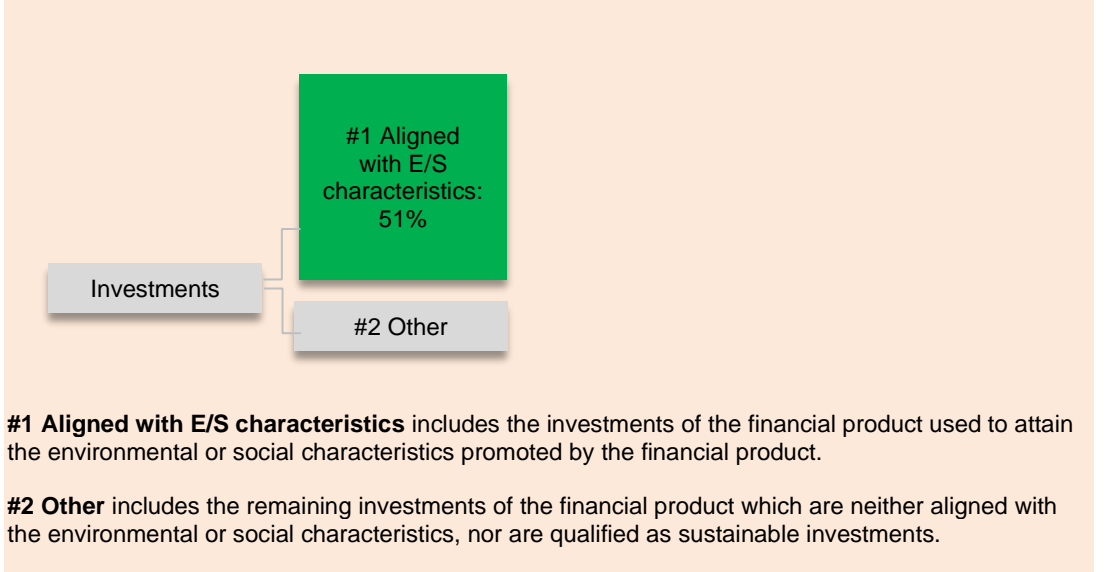 #1 Aligned
with E/S
characteristics:
51%
Investments
#2 Other
#1 Aligned with E/S characteristics includes the investments of the financial product used to attain
the environmental or social characteristics promoted by the financial product.
#2 Other includes the remaining investments of the financial product which are neither aligned with
the environmental or social characteristics, nor are qualified as sustainable investments.